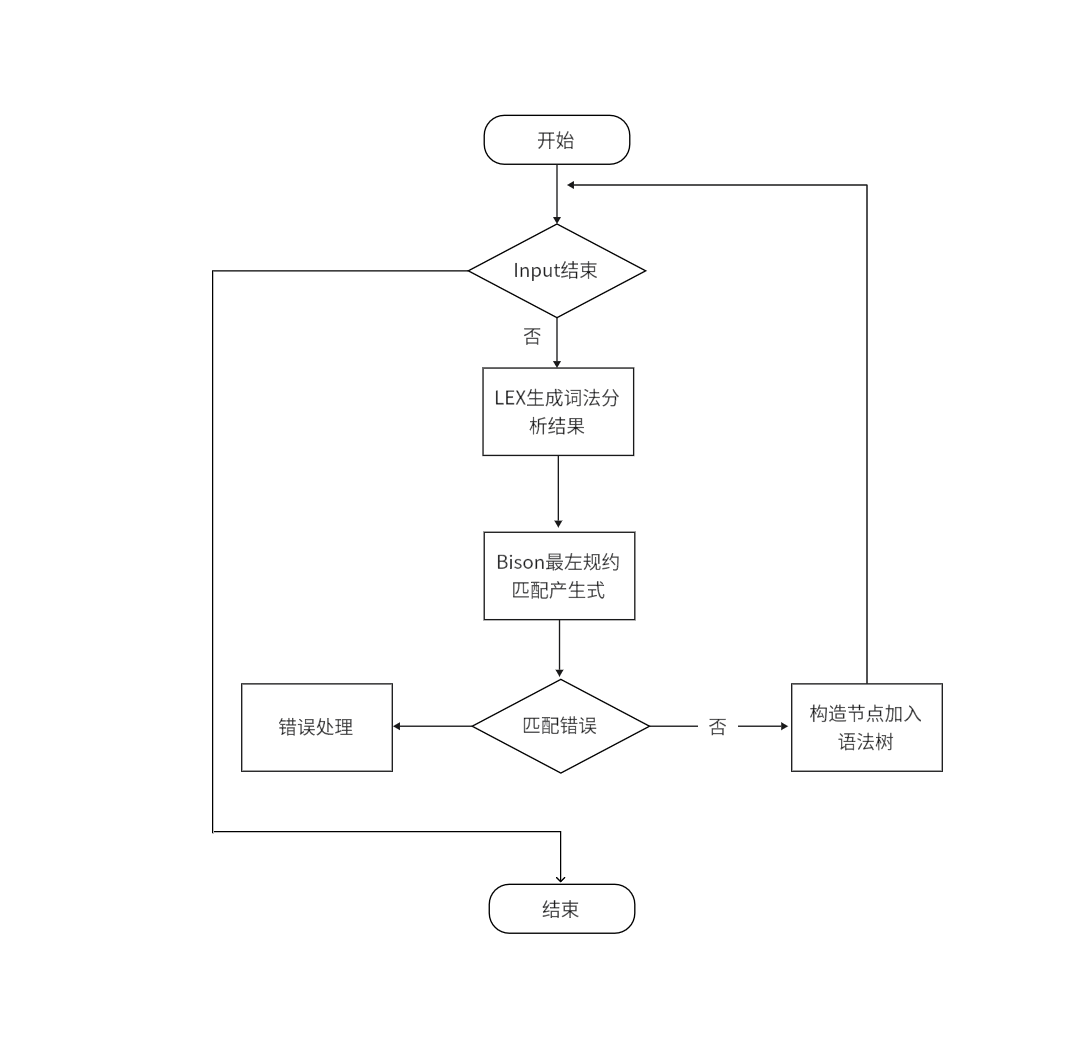 开始
Input结束
否
LEX生成词法分
析结果
Bison最左规约
匹配产生式
错误处理
匹配错误
否
构造节点加入
语法树
结束